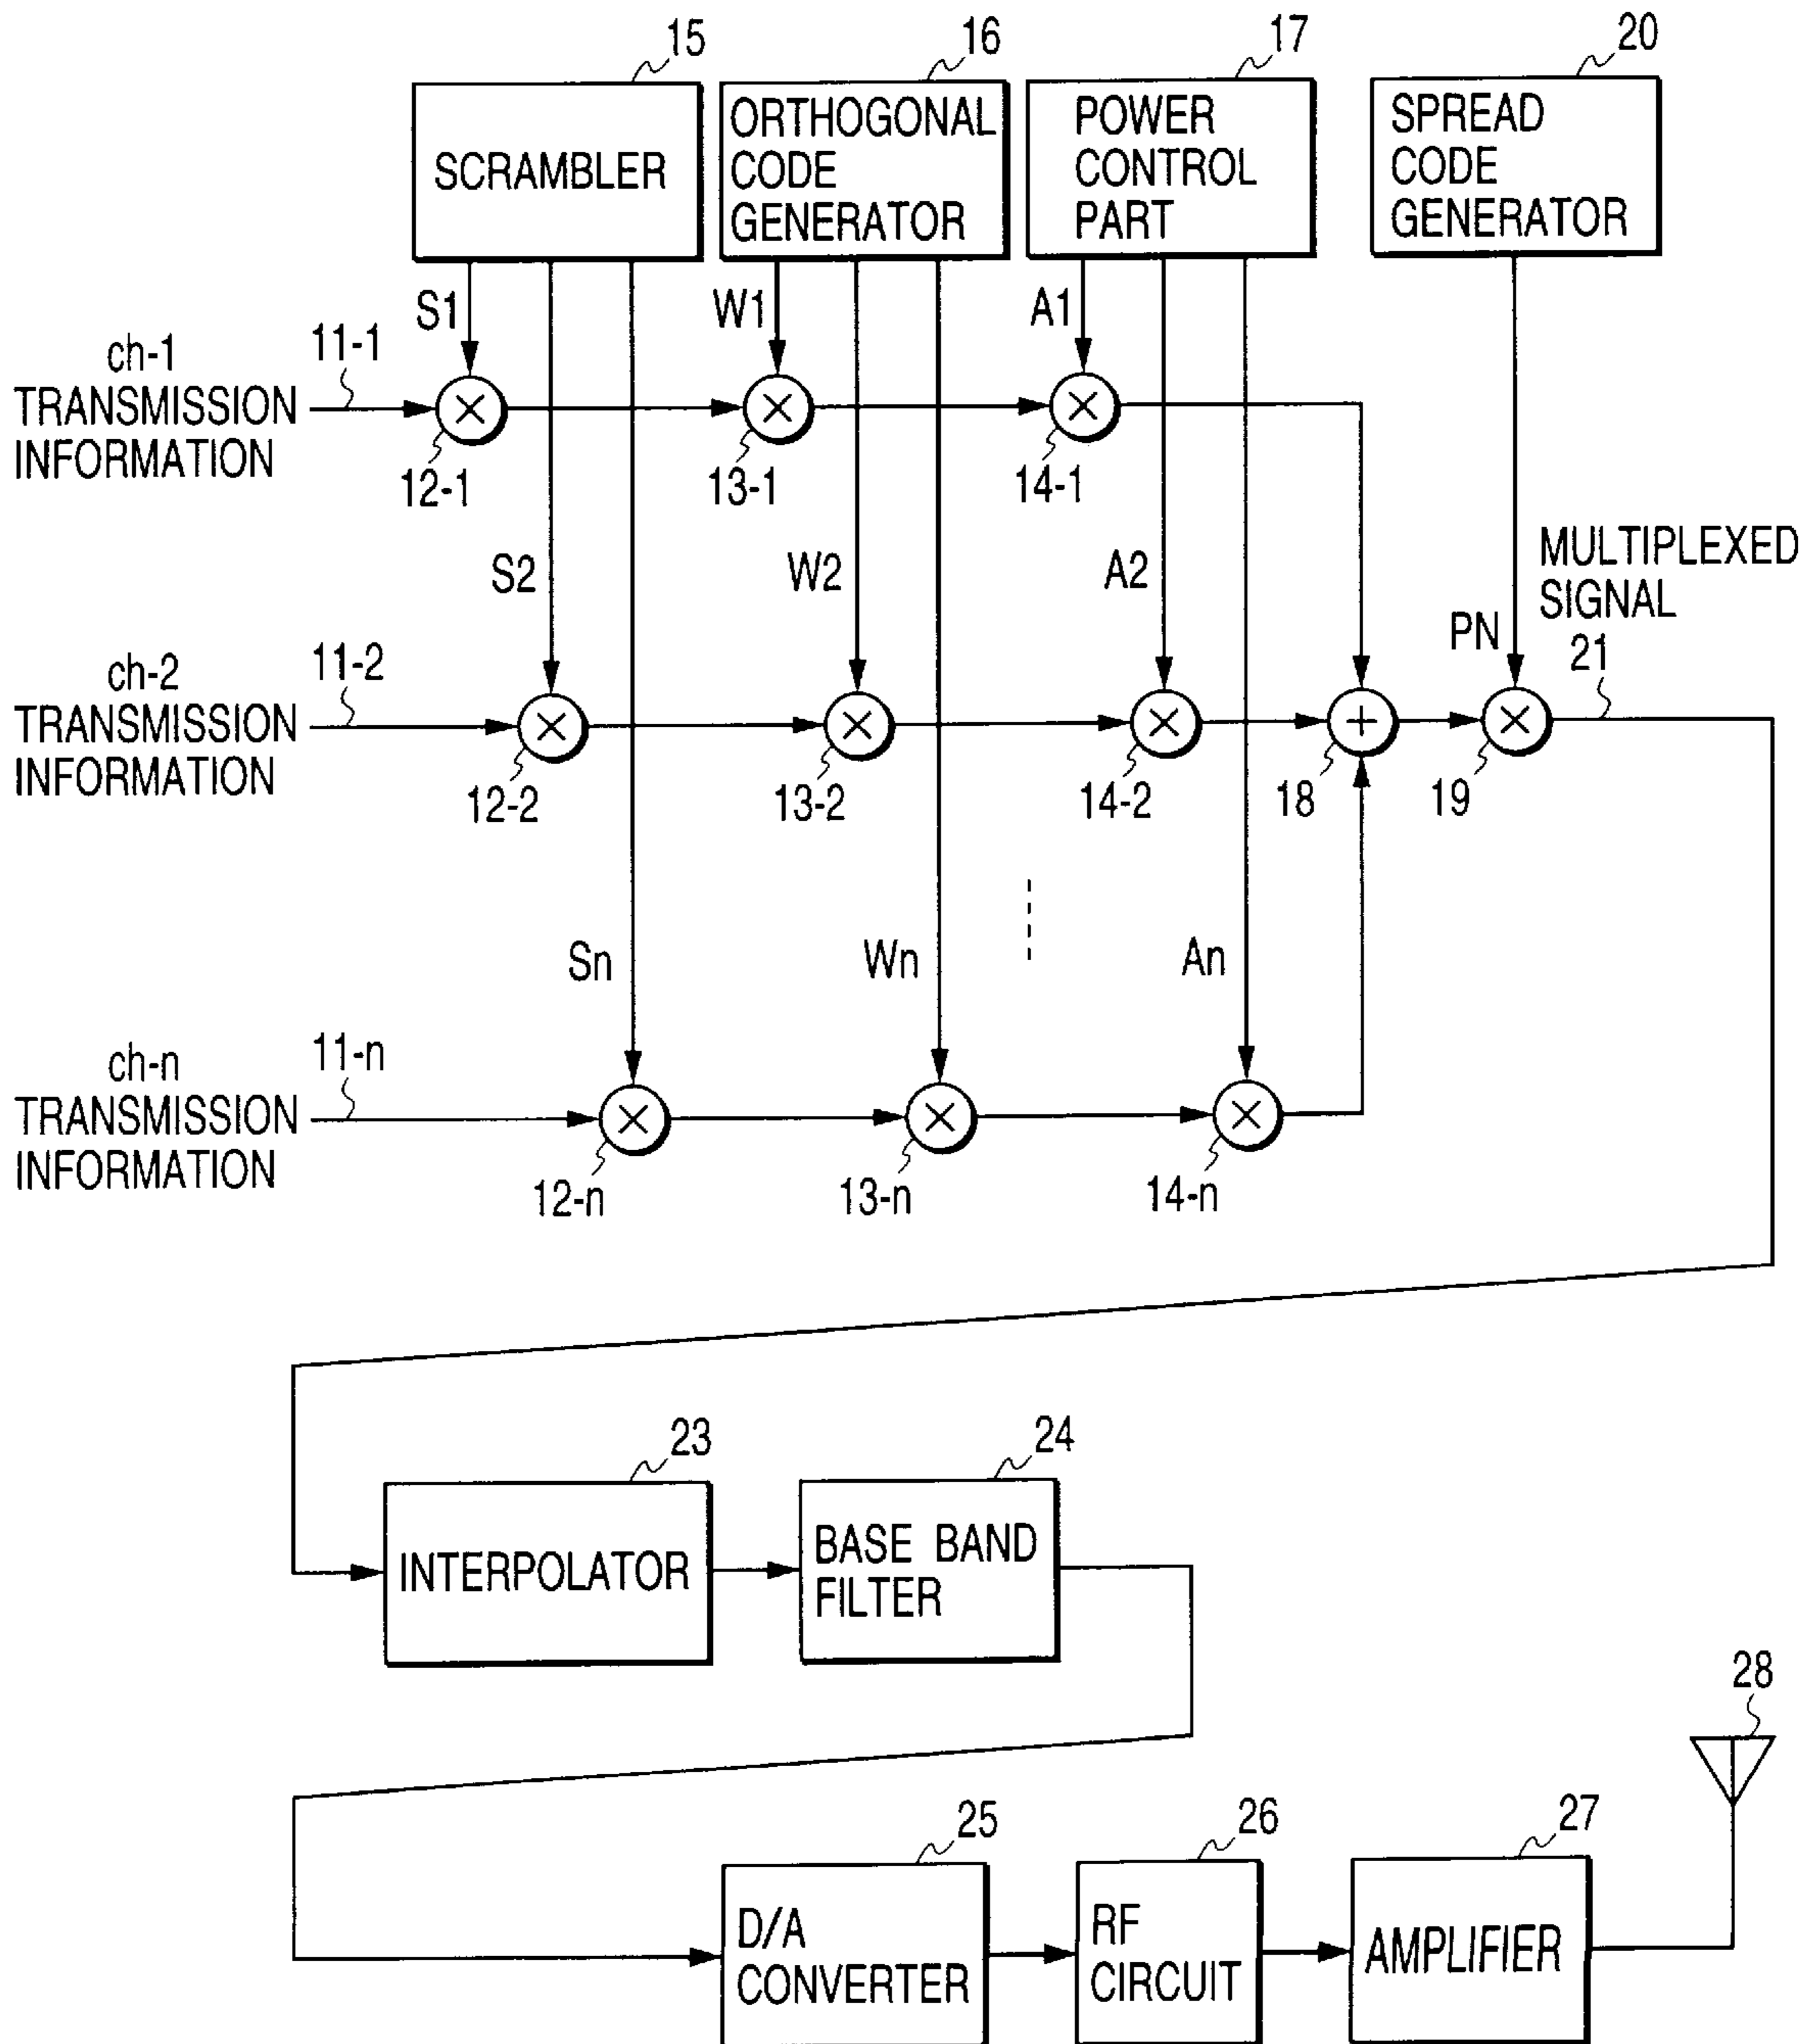 15
16
17
20
SCRAMBLER
ORTHOGONAL
CODE
GENERATOR
POWER
CONTROL
PART
SPREAD
CODE
GENERATOR
S1
W1
A1
ch-1
TRANSMISSION
INFORMATION
11-1
12-1
13-1
14-1
S2
W2
A2
MULTIPLEXED
SIGNAL
PN
21
ch-2
TRANSMISSION
INFORMATION
11-2
12-2
13-2
14-2
18
19
Sn
Wn
An
ch-n
TRANSMISSION
INFORMATION
11-n
12-n
13-n
14-n
23
24
INTERPOLATOR
BASE BAND
FILTER
28
25
26
27
D/A
CONVERTER
RF
CIRCUIT
AMPLIFIER